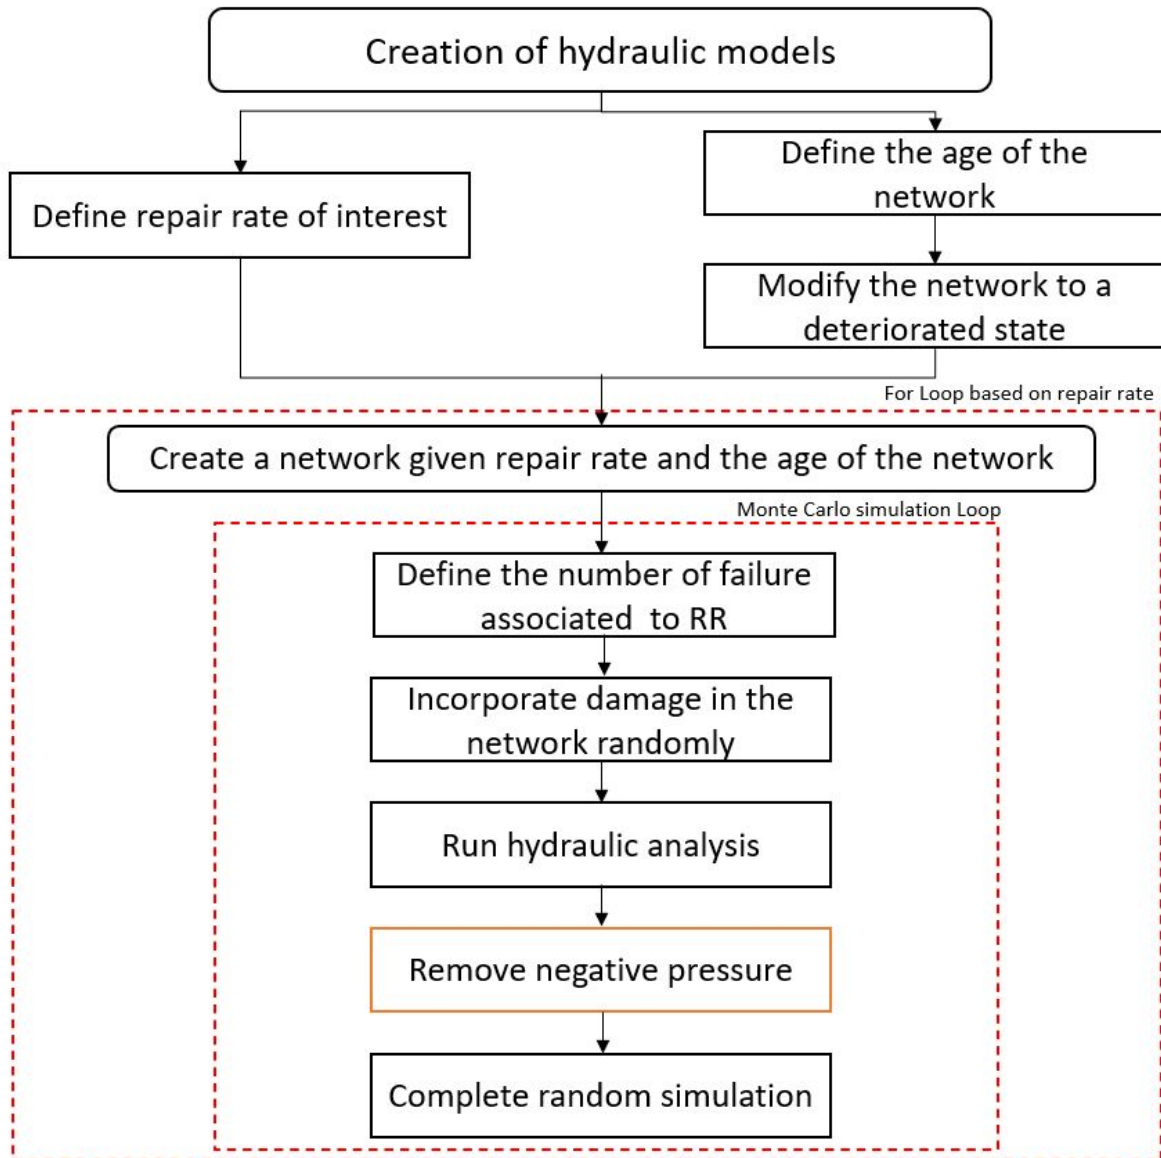 Creation of hydraulic models
Define the age of the
network
Define repair rate of interest
Modify the network to a
deteriorated state
For Loop based on repair rate
Create a network given repair rate and the age of the network
Monte Carlo simulation Loop
Define the number of failure
associated to RR
Incorporate damage in the
network randomly
Run hydraulic analysis
Remove negative pressure
Complete random simulation